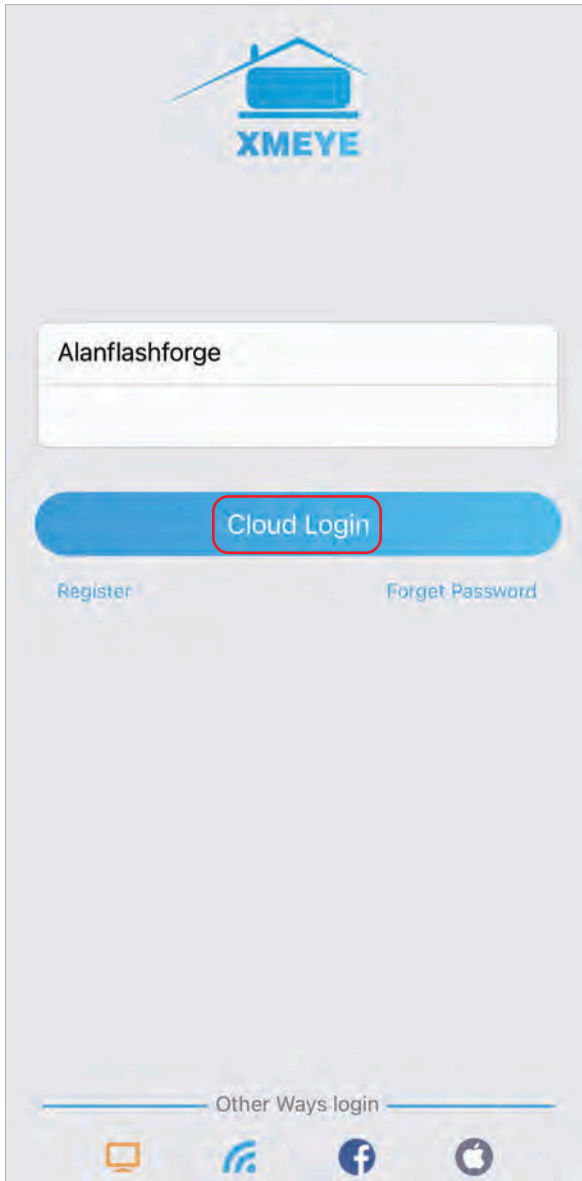 XMEYE
Alanflashforge
Cloud Login
Register
Forget Password
Other Ways login